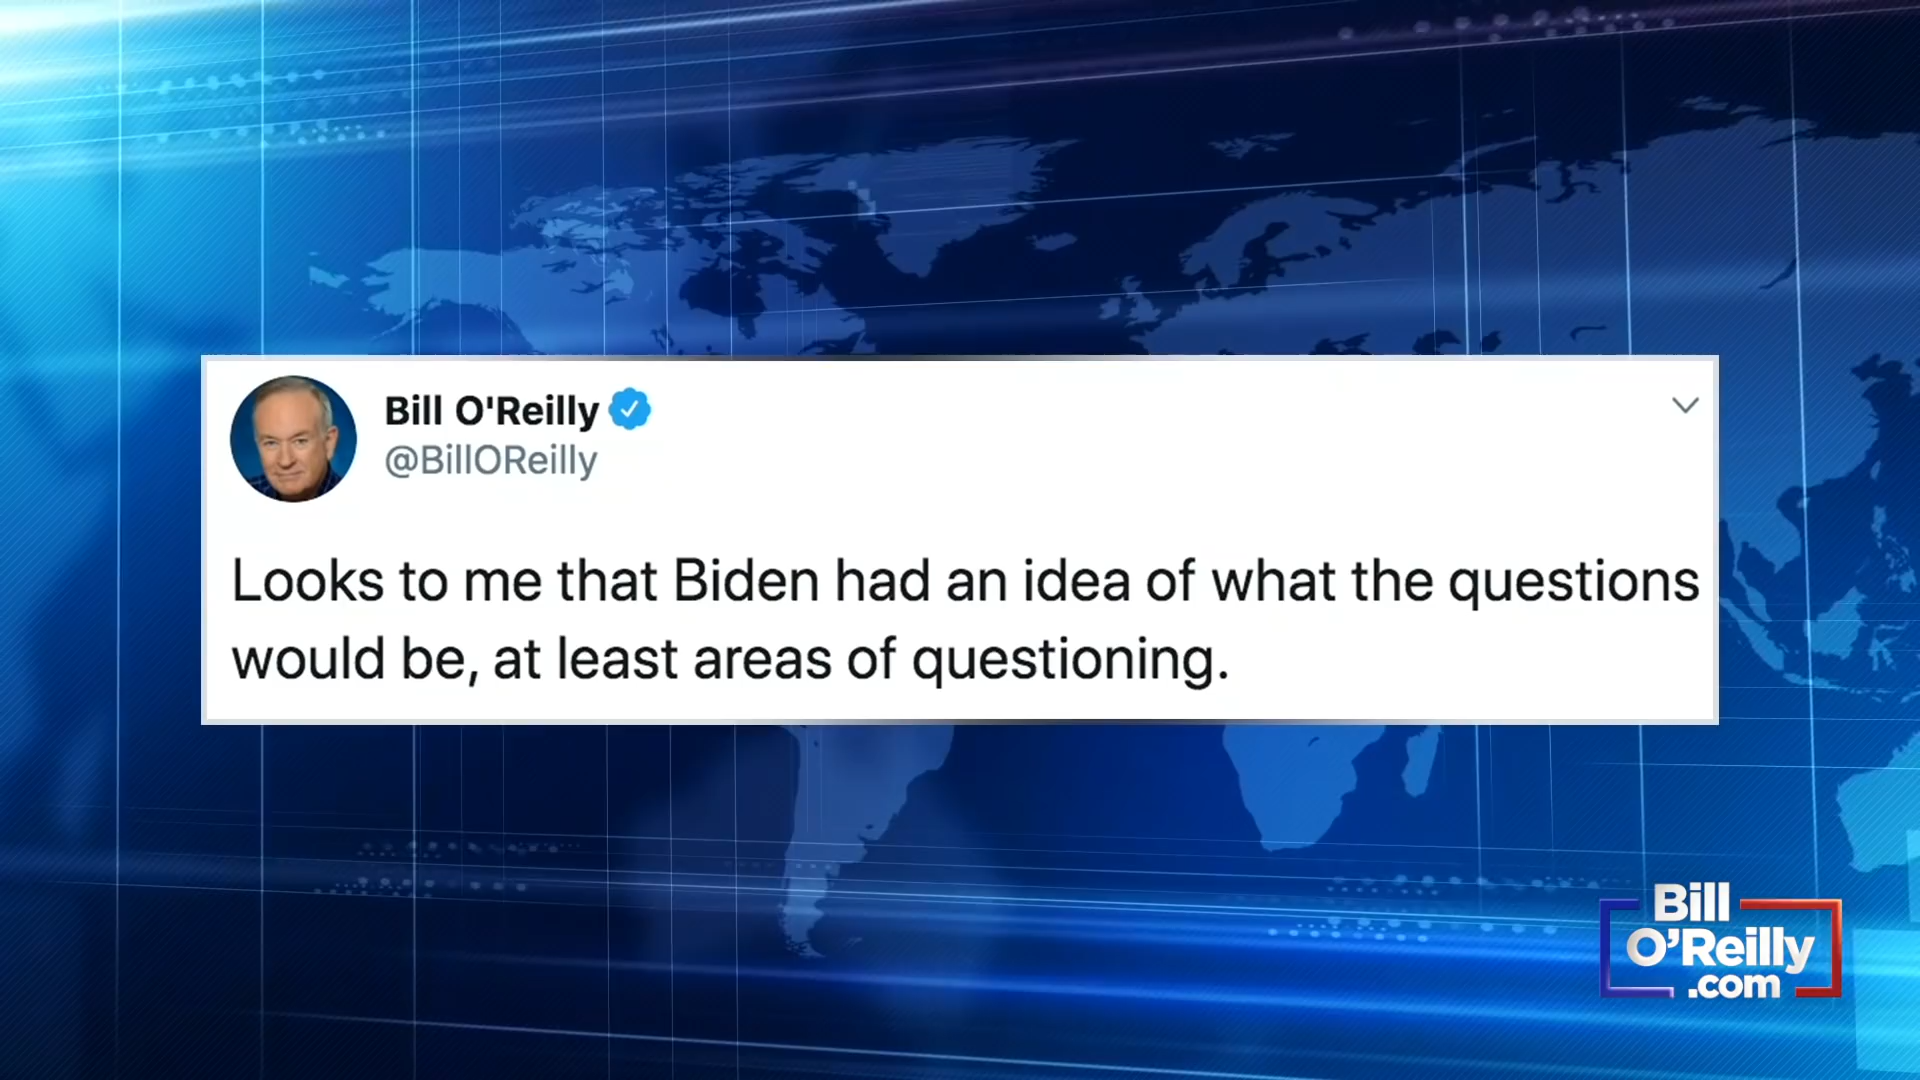 Bill O'Reilly
@BillOReilly
Looks to me that Biden had an idea of what the questions
would be, at least areas of questioning.
Bill
O'Reilly
.com